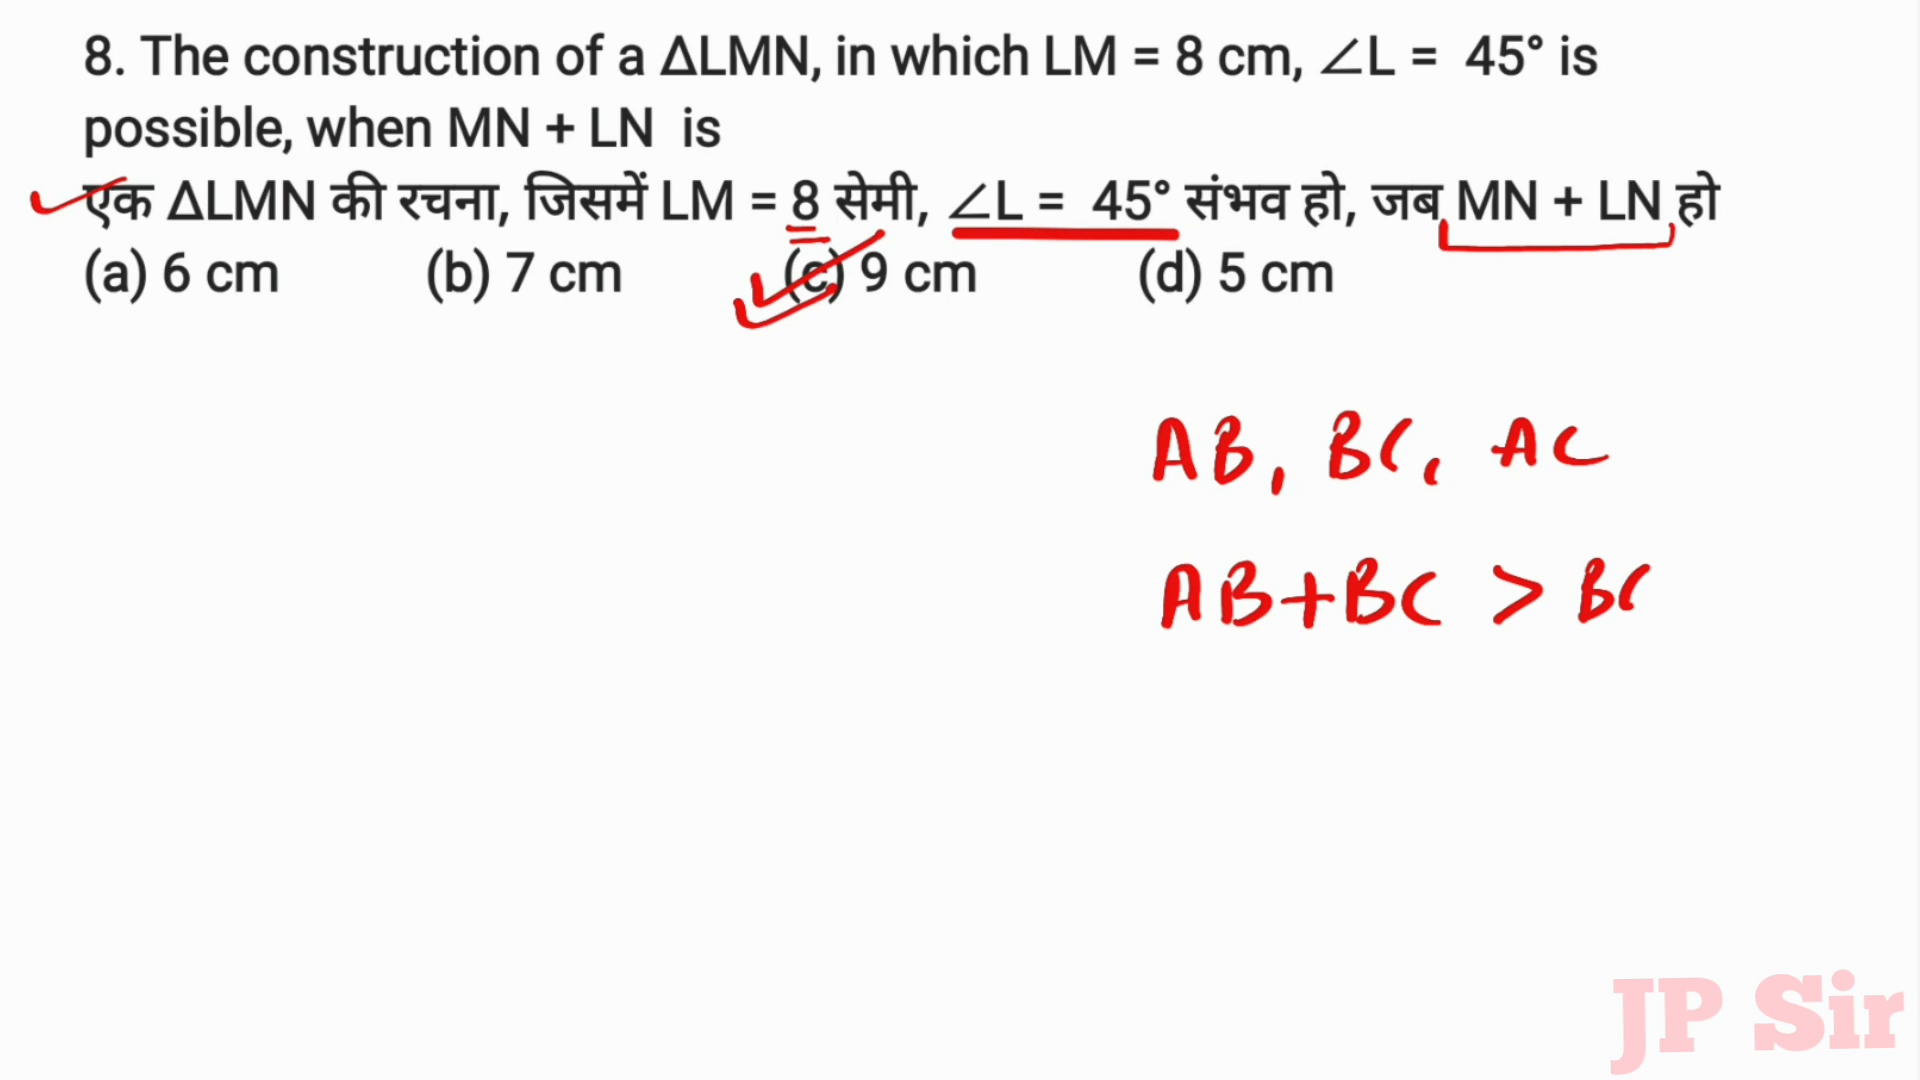 8. The construction of a ΔLMN, in which LM = 8 cm, ∠L = 45° is
possible, when MN + LN is
एक ΔLMN की रचना, जिसमें LM = 8 सेमी, ∠L = 45° संभव हो, जब MN + LN हो
(a) 6 cm (b) 7 cm (c) 9 cm (d) 5 cm
AB, BC, AC
AB+BC > BC
JP Sir